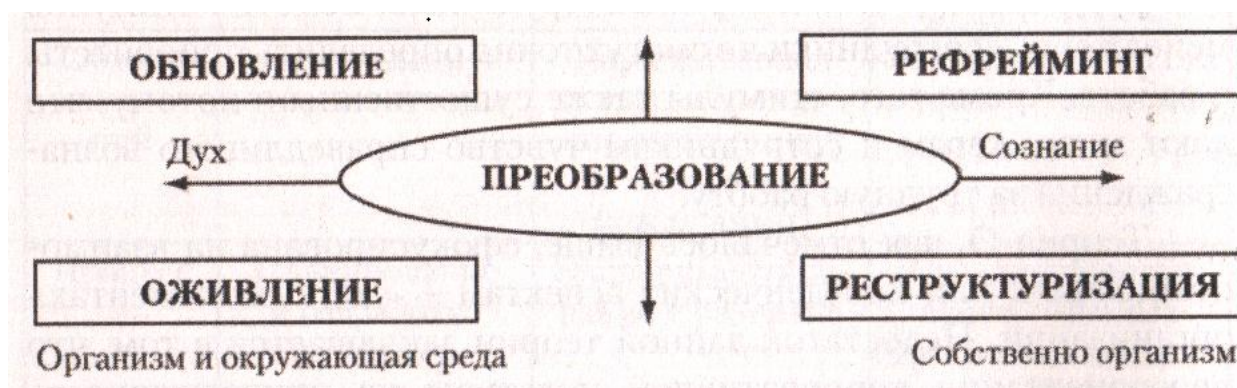 ОБНОВЛЕНИЕ
РЕФРЕЙМИНГ
Дух
ПРЕОБРАЗОВАНИЕ
Сознание
ОЖИВЛЕНИЕ
РЕСТРУКТУРИЗАЦИЯ
Организм и окружающая среда
Собственно организм